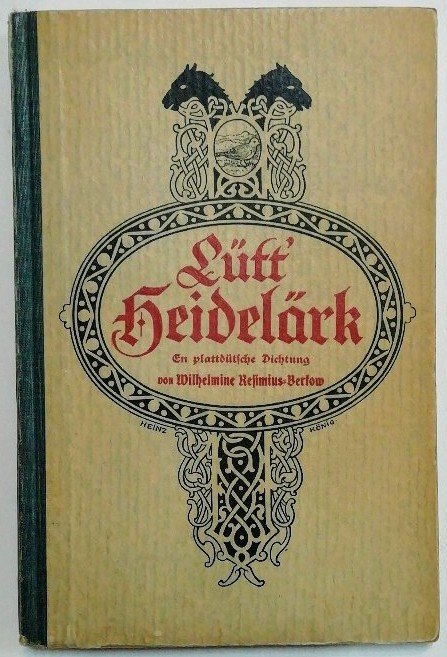 Lütt'
Heidelärk
En plattdütsche Dichtung
von Wilhelmine Resimius-Berkow
HEINZ KÖNIG